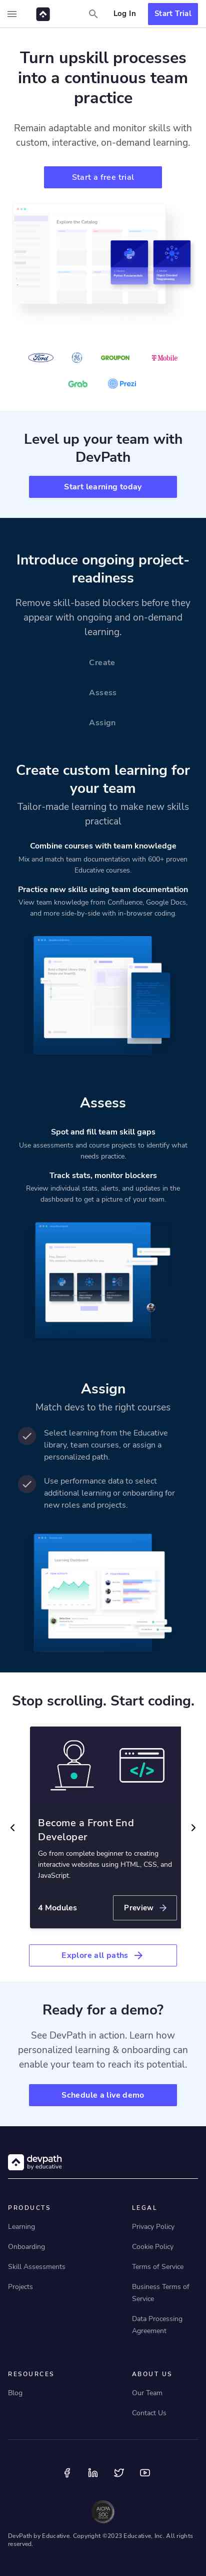 Log In
Start Trial
Turn upskill processes
into a continuous team
practice
Remain adaptable and monitor skills with
custom, interactive, on-demand learning.
Start a free trial
Explore the Catalog
Ford
GE
GROUPON
T Mobile
Grab
Prezi
Level up your team with
DevPath
Start learning today
Introduce ongoing project-
readiness
Remove skill-based blockers before they
appear with ongoing and on-demand
learning.
Create
Assess
Assign
Create custom learning for
your team
Tailor-made learning to make new skills
practical
Combine courses with team knowledge
Mix and match team documentation with 600+ proven
Educative courses.
Practice new skills using team documentation
View team knowledge from Confluence, Google Docs,
and more side-by-side with in-browser coding.
Assess
Spot and fill team skill gaps
Use assessments and course projects to identify what
needs practice.
Track stats, monitor blockers
Review individual stats, alerts, and updates in the
dashboard to get a picture of your team.
Assign
Match devs to the right courses
Select learning from the Educative
library, team courses, or assign a
personalized path.
Use performance data to select
additional learning or onboarding for
new roles and projects.
Learning Dashboard
Stop scrolling. Start coding.
Become a Front End
Developer
Go from complete beginner to creating
interactive websites using HTML, CSS, and
JavaScript.
4 Modules
Preview
Explore all paths
Ready for a demo?
See DevPath in action. Learn how
personalized learning & onboarding can
enable your team to reach its potential.
Schedule a live demo
devpath
by educative
PRODUCTS
Learning
Onboarding
Skill Assessments
Projects
LEGAL
Privacy Policy
Cookie Policy
Terms of Service
Business Terms of
Service
Data Processing
Agreement
RESOURCES
Blog
ABOUT US
Our Team
Contact Us
AICPA
SOC
DevPath by Educative. Copyright ©2023 Educative, Inc. All rights
reserved.